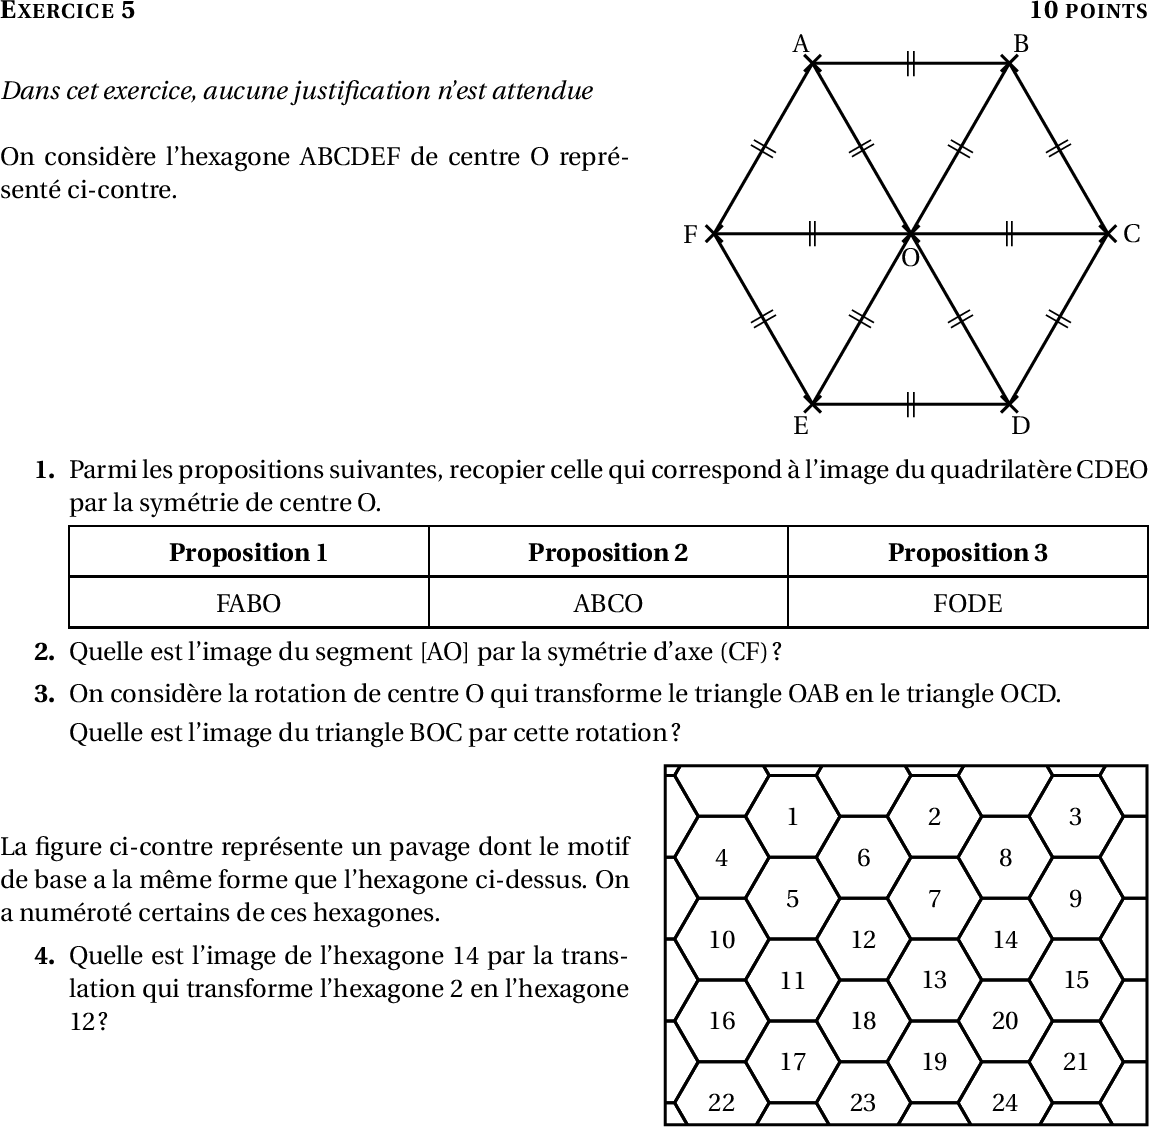 EXERCICE 5 10 POINTS
Dans cet exercice, aucune justification n'est attendue
On considère l'hexagone ABCDEF de centre O repré-
senté ci-contre.
A B
F O C
E D
1. Parmi les propositions suivantes, recopier celle qui correspond à l'image du quadrilatère CDEO
par la symétrie de centre O.
Proposition 1 Proposition 2 Proposition 3
FABO ABCO FODE
2. Quelle est l'image du segment [AO] par la symétrie d'axe (CF) ?
3. On considère la rotation de centre O qui transforme le triangle OAB en le triangle OCD.
Quelle est l'image du triangle BOC par cette rotation ?
La figure ci-contre représente un pavage dont le motif
de base a la même forme que l'hexagone ci-dessus. On
a numéroté certains de ces hexagones.
4. Quelle est l'image de l'hexagone 14 par la trans-
lation qui transforme l'hexagone 2 en l'hexagone
12 ?
1 2 3
4 6 8
5 7 9
10 12 14
11 13 15
16 18 20
17 19 21
22 23 24